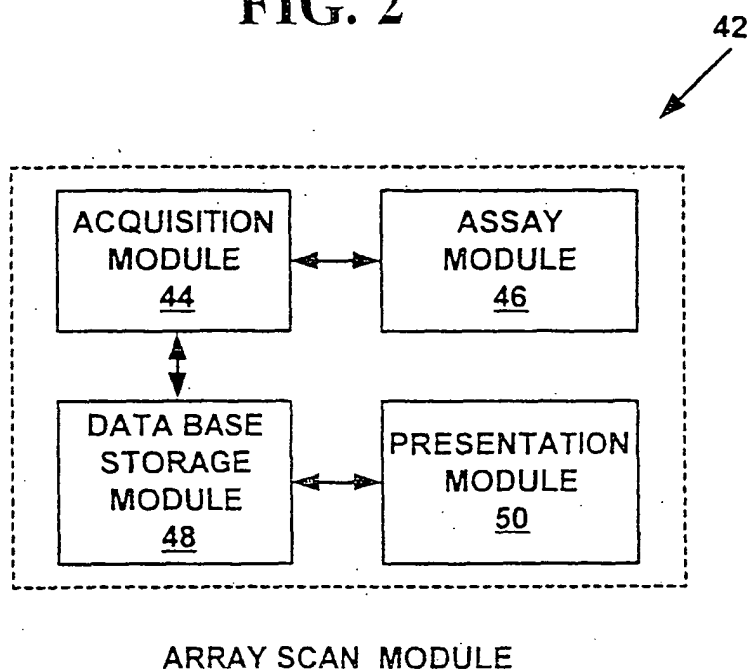 FIG. 2
42
ACQUISITION
MODULE
44
ASSAY
MODULE
46
DATA BASE
STORAGE
MODULE
48
PRESENTATION
MODULE
50
ARRAY SCAN MODULE